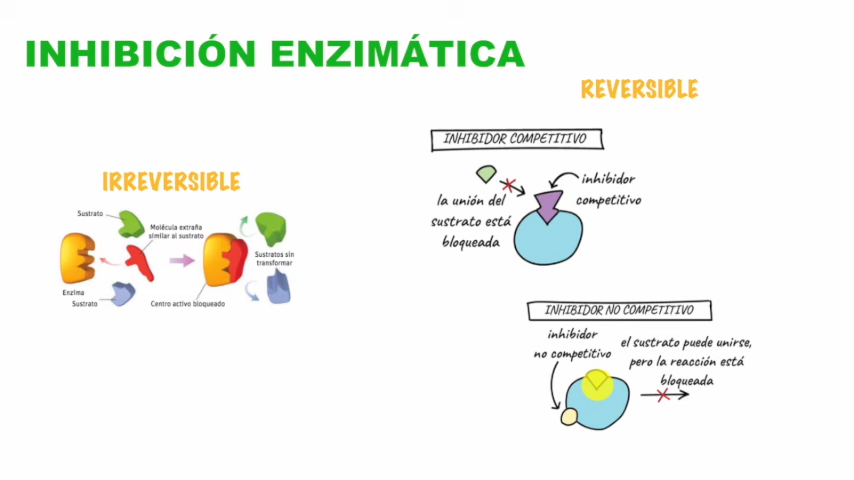 INHIBICIÓN ENZIMÁTICA
REVERSIBLE
INHIBIDOR COMPETITIVO
inhibidor
competitivo
la unión del
sustrato está
bloqueada
IRREVERSIBLE
Sustrato
Molécula extraña
similar al sustrato
Sustratos sin
transformar
Enzima
Sustrato
Centro activo bloqueado
INHIBIDOR NO COMPETITIVO
inhibidor
no competitivo
el sustrato puede unirse,
pero la reacción está
bloqueada